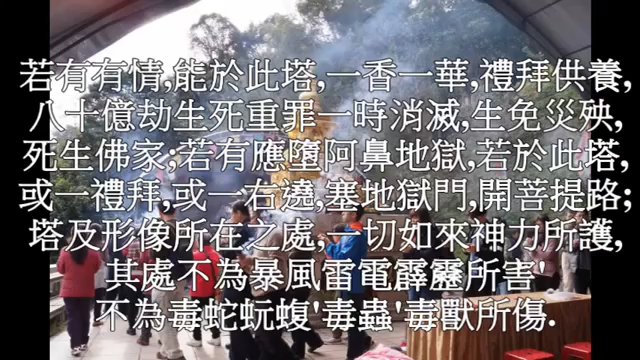 若有有情,能於此塔,一香一華,禮拜供養,
八十億劫生死重罪一時消滅,生免災殃,
死生佛家;若有應墮阿鼻地獄,若於此塔,
或一禮拜,或一右遶,塞地獄門,開菩提路;
塔及形像所在之處,一切如來神力所護,
其處不為暴風雷電霹靂所害'
不為毒蛇蚖蝮'毒蟲'毒獸所傷.